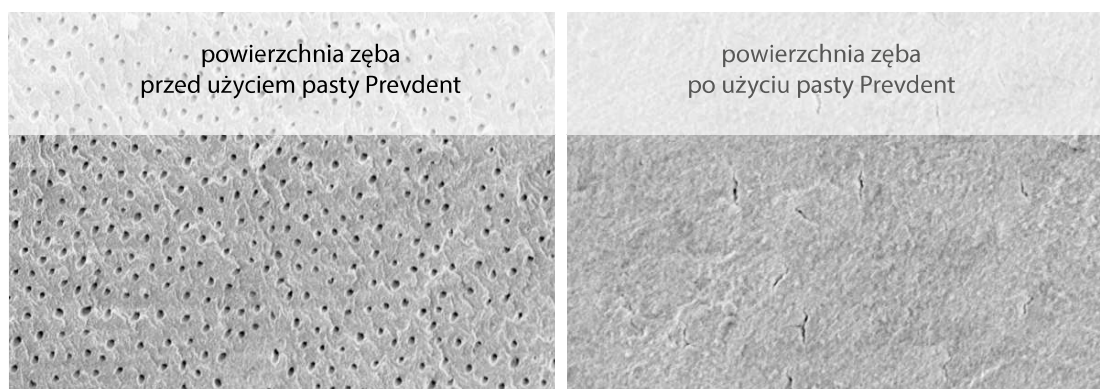 powierzchnia zęba
przed użyciem pasty Prevdent
powierzchnia zęba
po użyciu pasty Prevdent